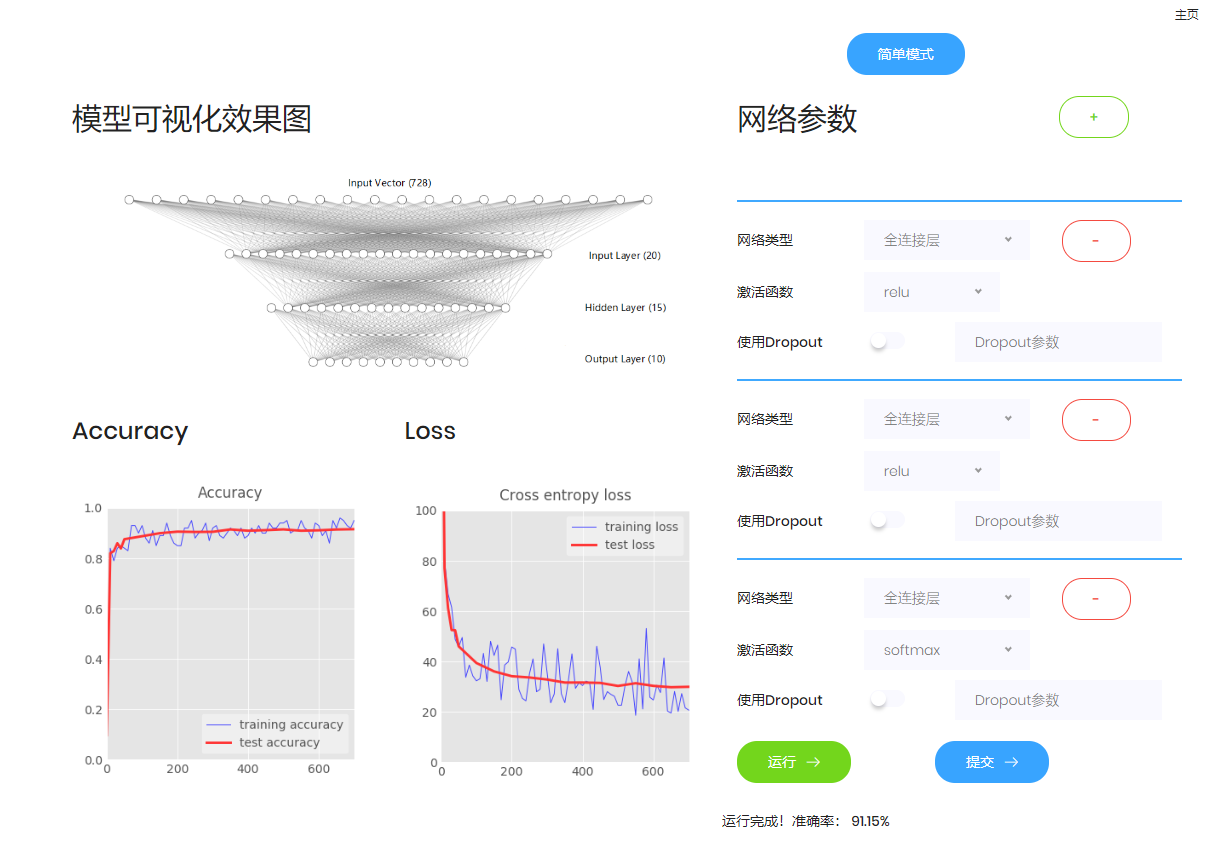 主页
简单模式
模型可视化效果图
Input Vector (728)
Input Layer (20)
Hidden Layer (15)
Output Layer (10)
Accuracy
Accuracy
1.0
0.8
0.6
0.4
0.2
0.0
0 200 400 600
training accuracy
test accuracy
Loss
Cross entropy loss
100
80
60
40
20
0
0 200 400 600
training loss
test loss
网络参数
+
网络类型 全连接层 -
激活函数 relu
使用Dropout Dropout参数
网络类型 全连接层 -
激活函数 relu
使用Dropout Dropout参数
网络类型 全连接层 -
激活函数 softmax
使用Dropout Dropout参数
运行 → 提交 →
运行完成！准确率： 91.15%